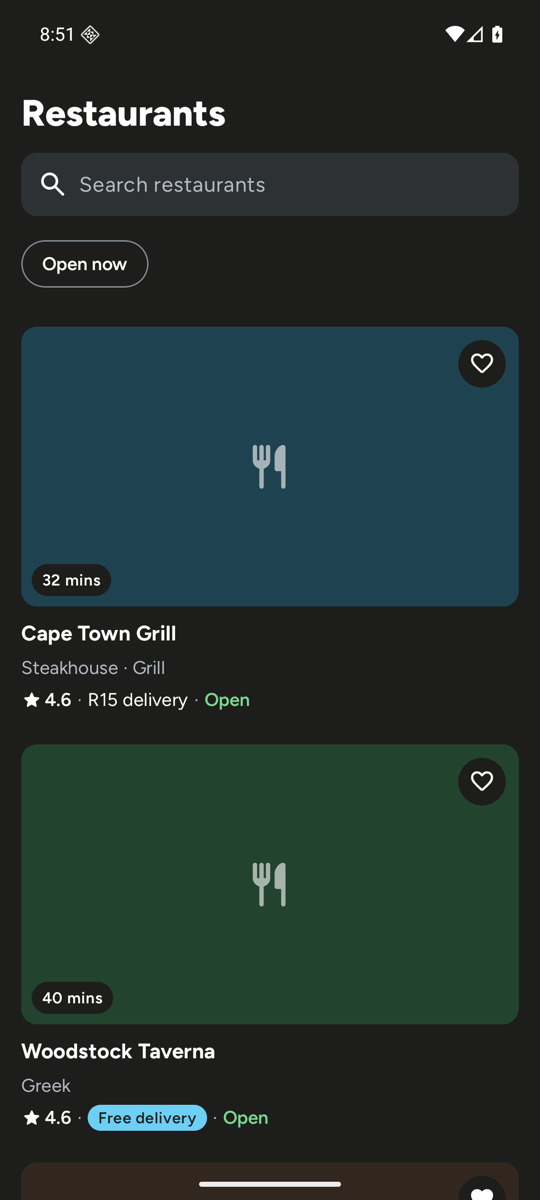 8:51
Restaurants
Search restaurants
Open now
32 mins
Cape Town Grill
Steakhouse · Grill
4.6 · R15 delivery · Open
40 mins
Woodstock Taverna
Greek
4.6 · Free delivery · Open